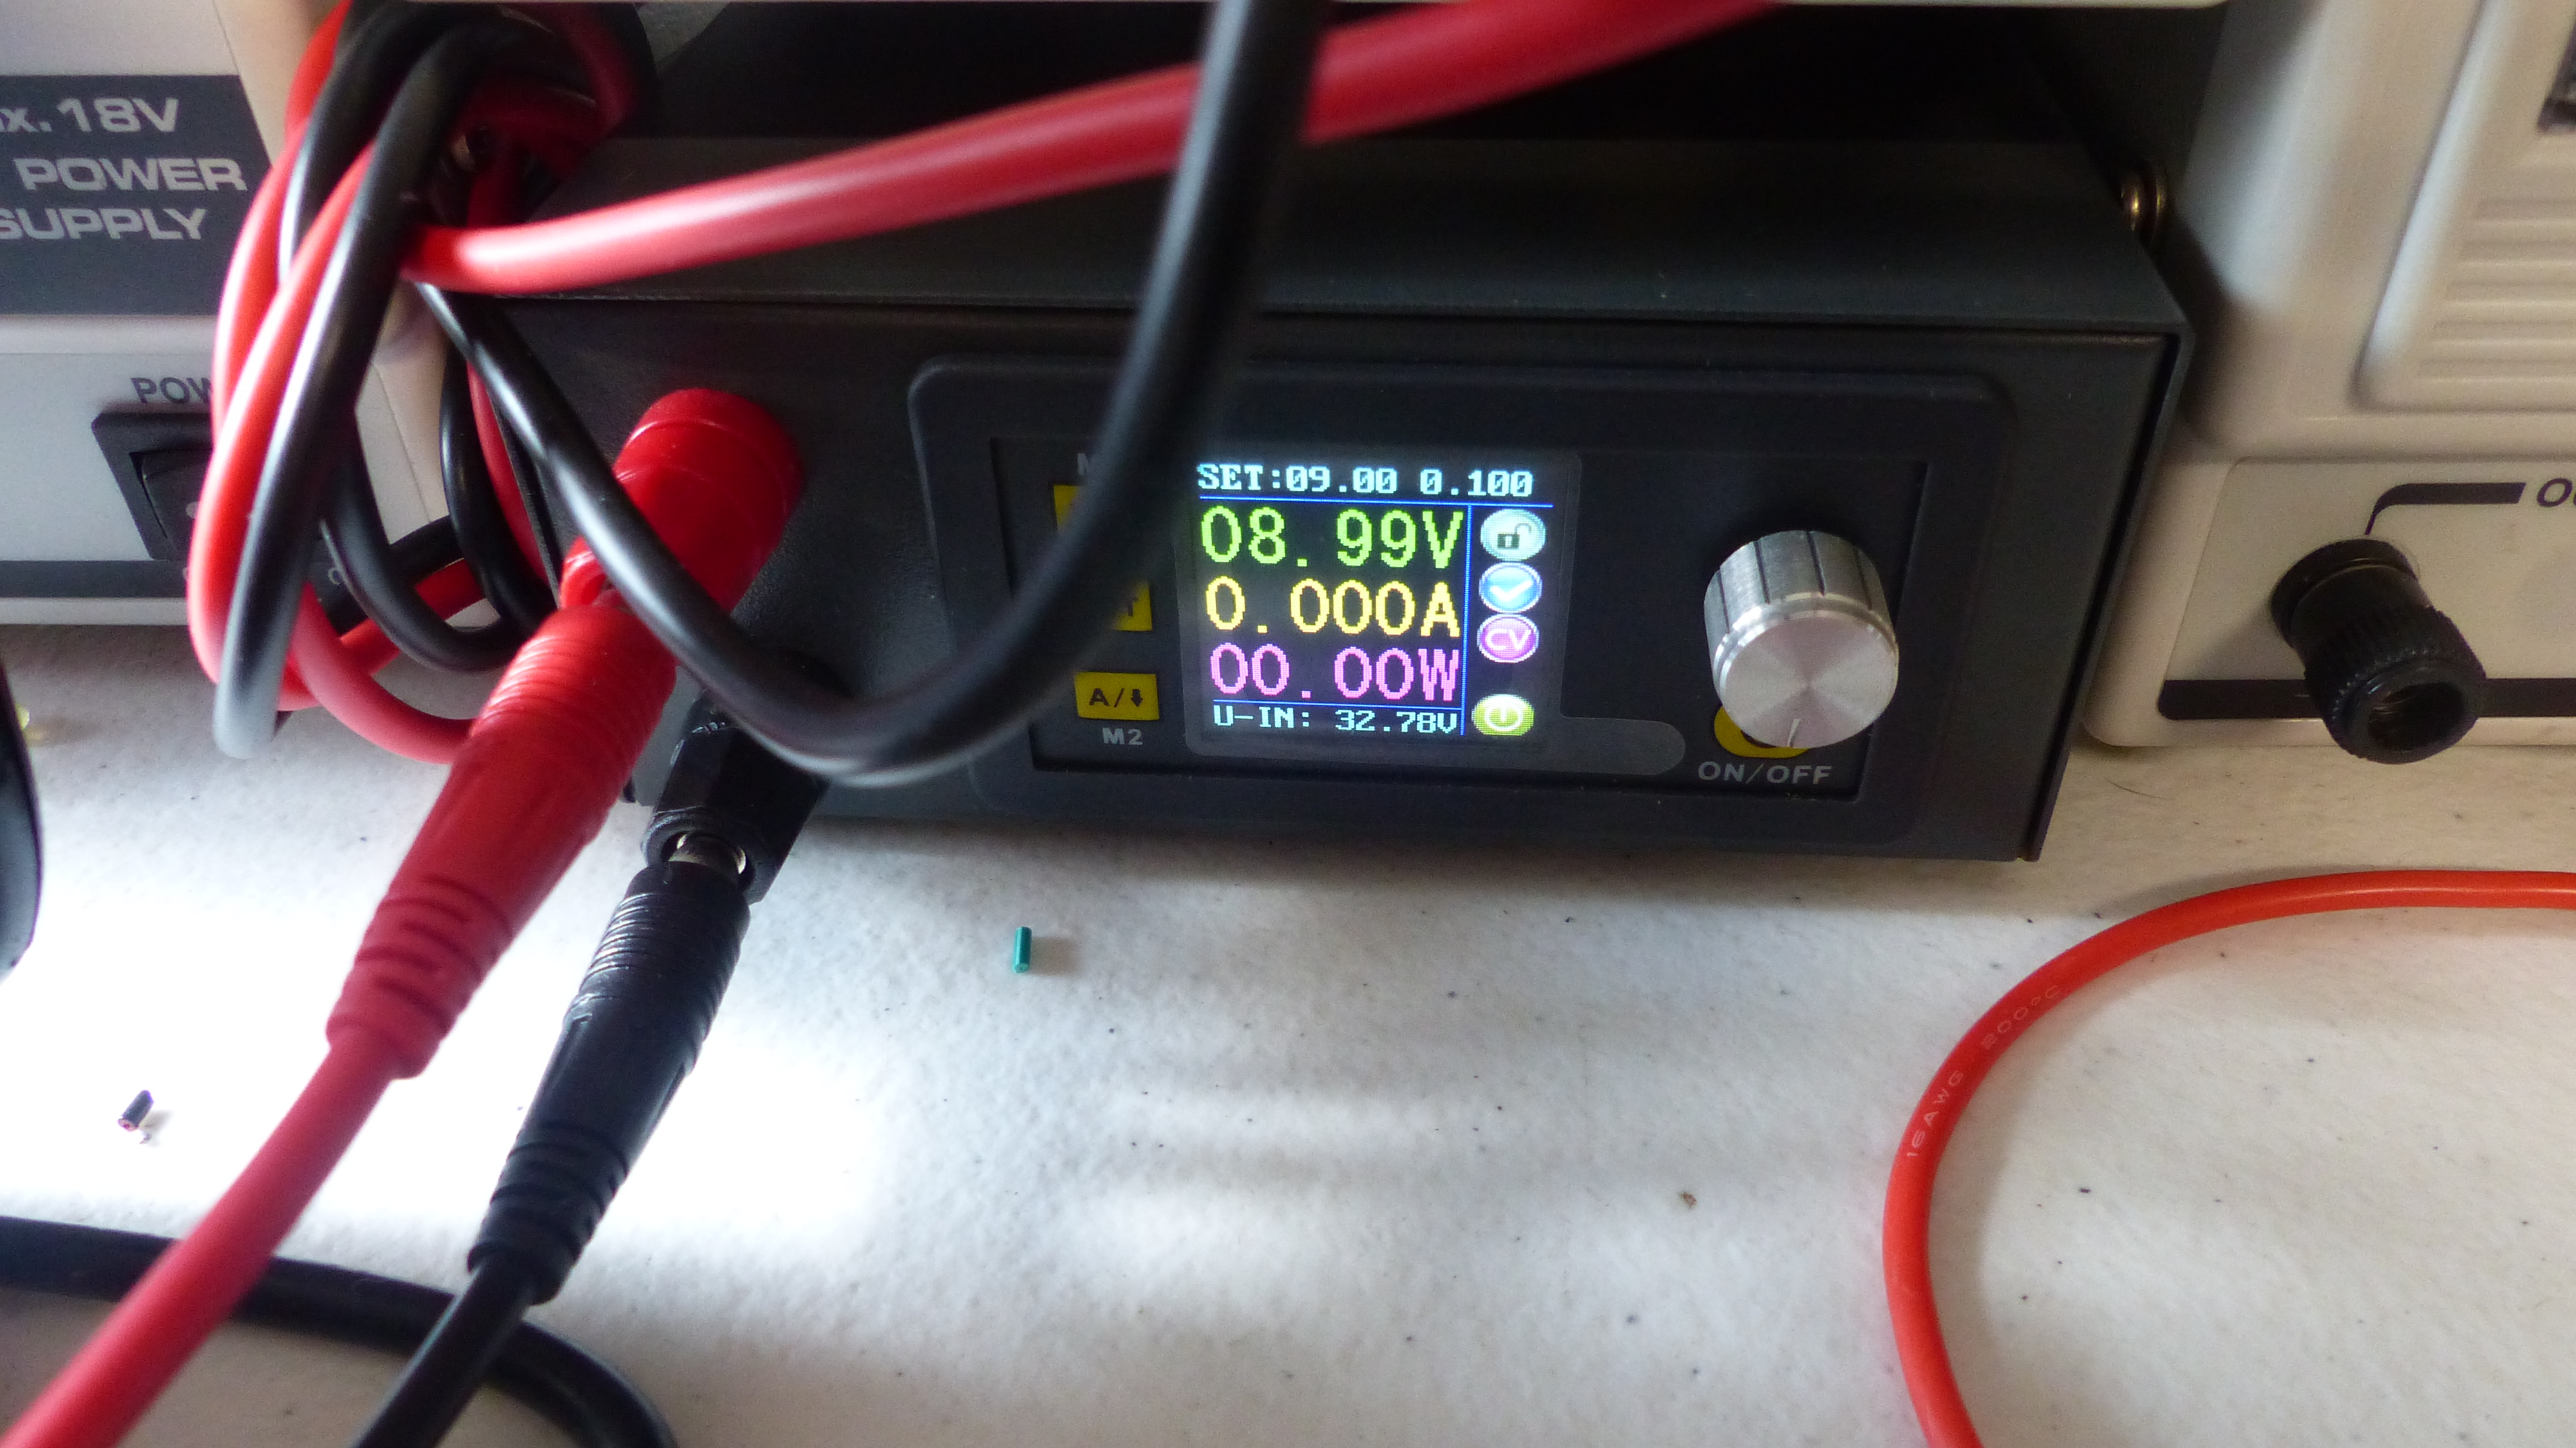 18V
POWER
SUPPLY
SET:09.00 0.100
08.99V
0.000A
CV
00.00W
U-IN: 32.78V
A/⬇
M2
ON/OFF
16AWG 200°C